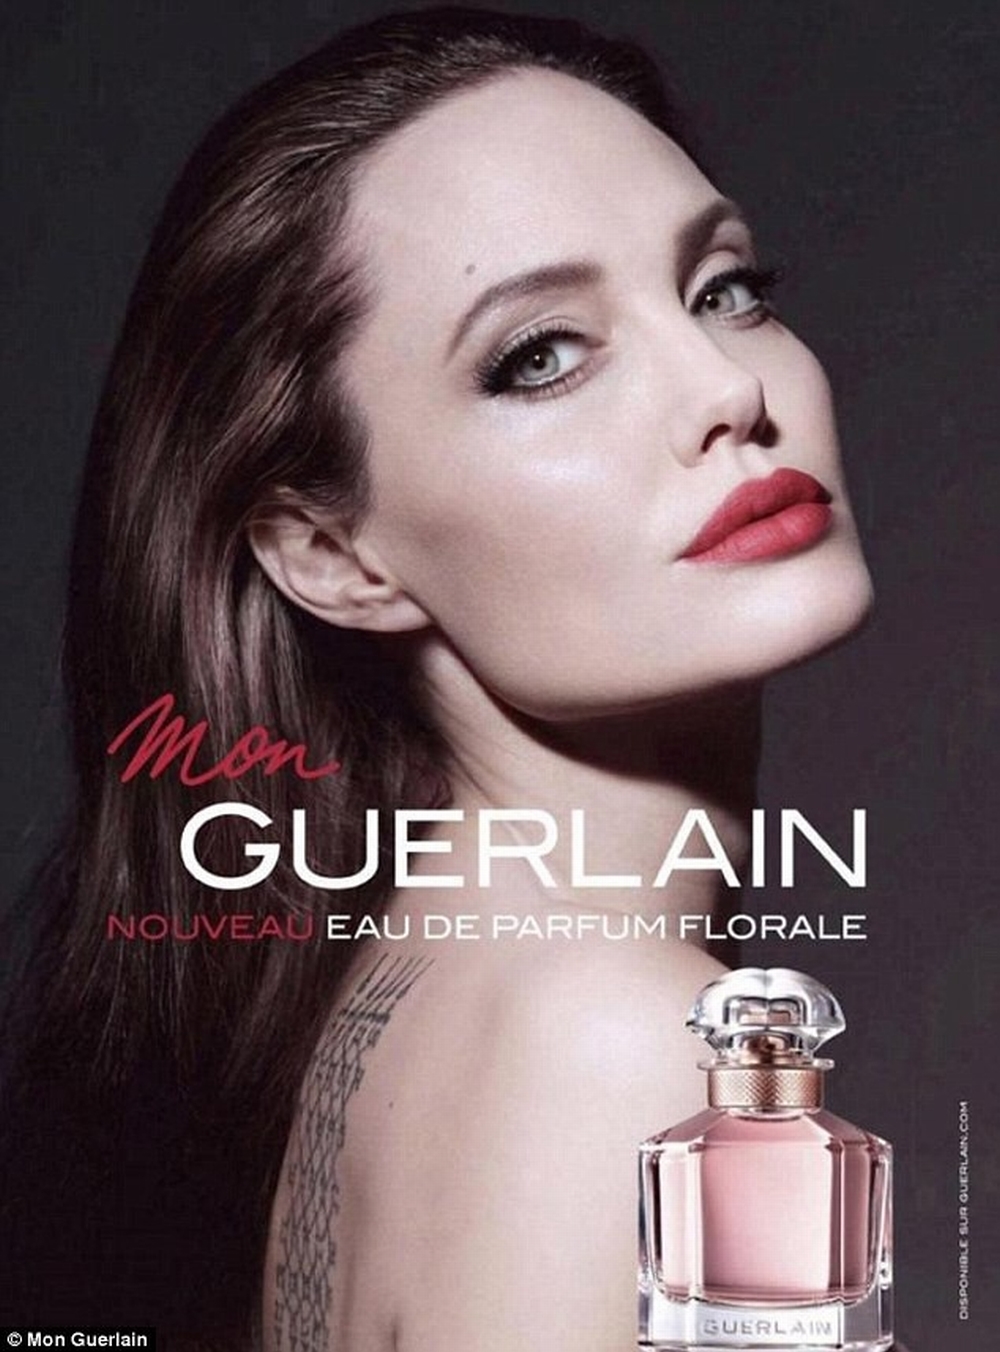 Mon
GUERLAIN
NOUVEAU EAU DE PARFUM FLORALE
GUERLAIN
DISPONIBLE SUR GUERLAIN.COM
© Mon Guerlain